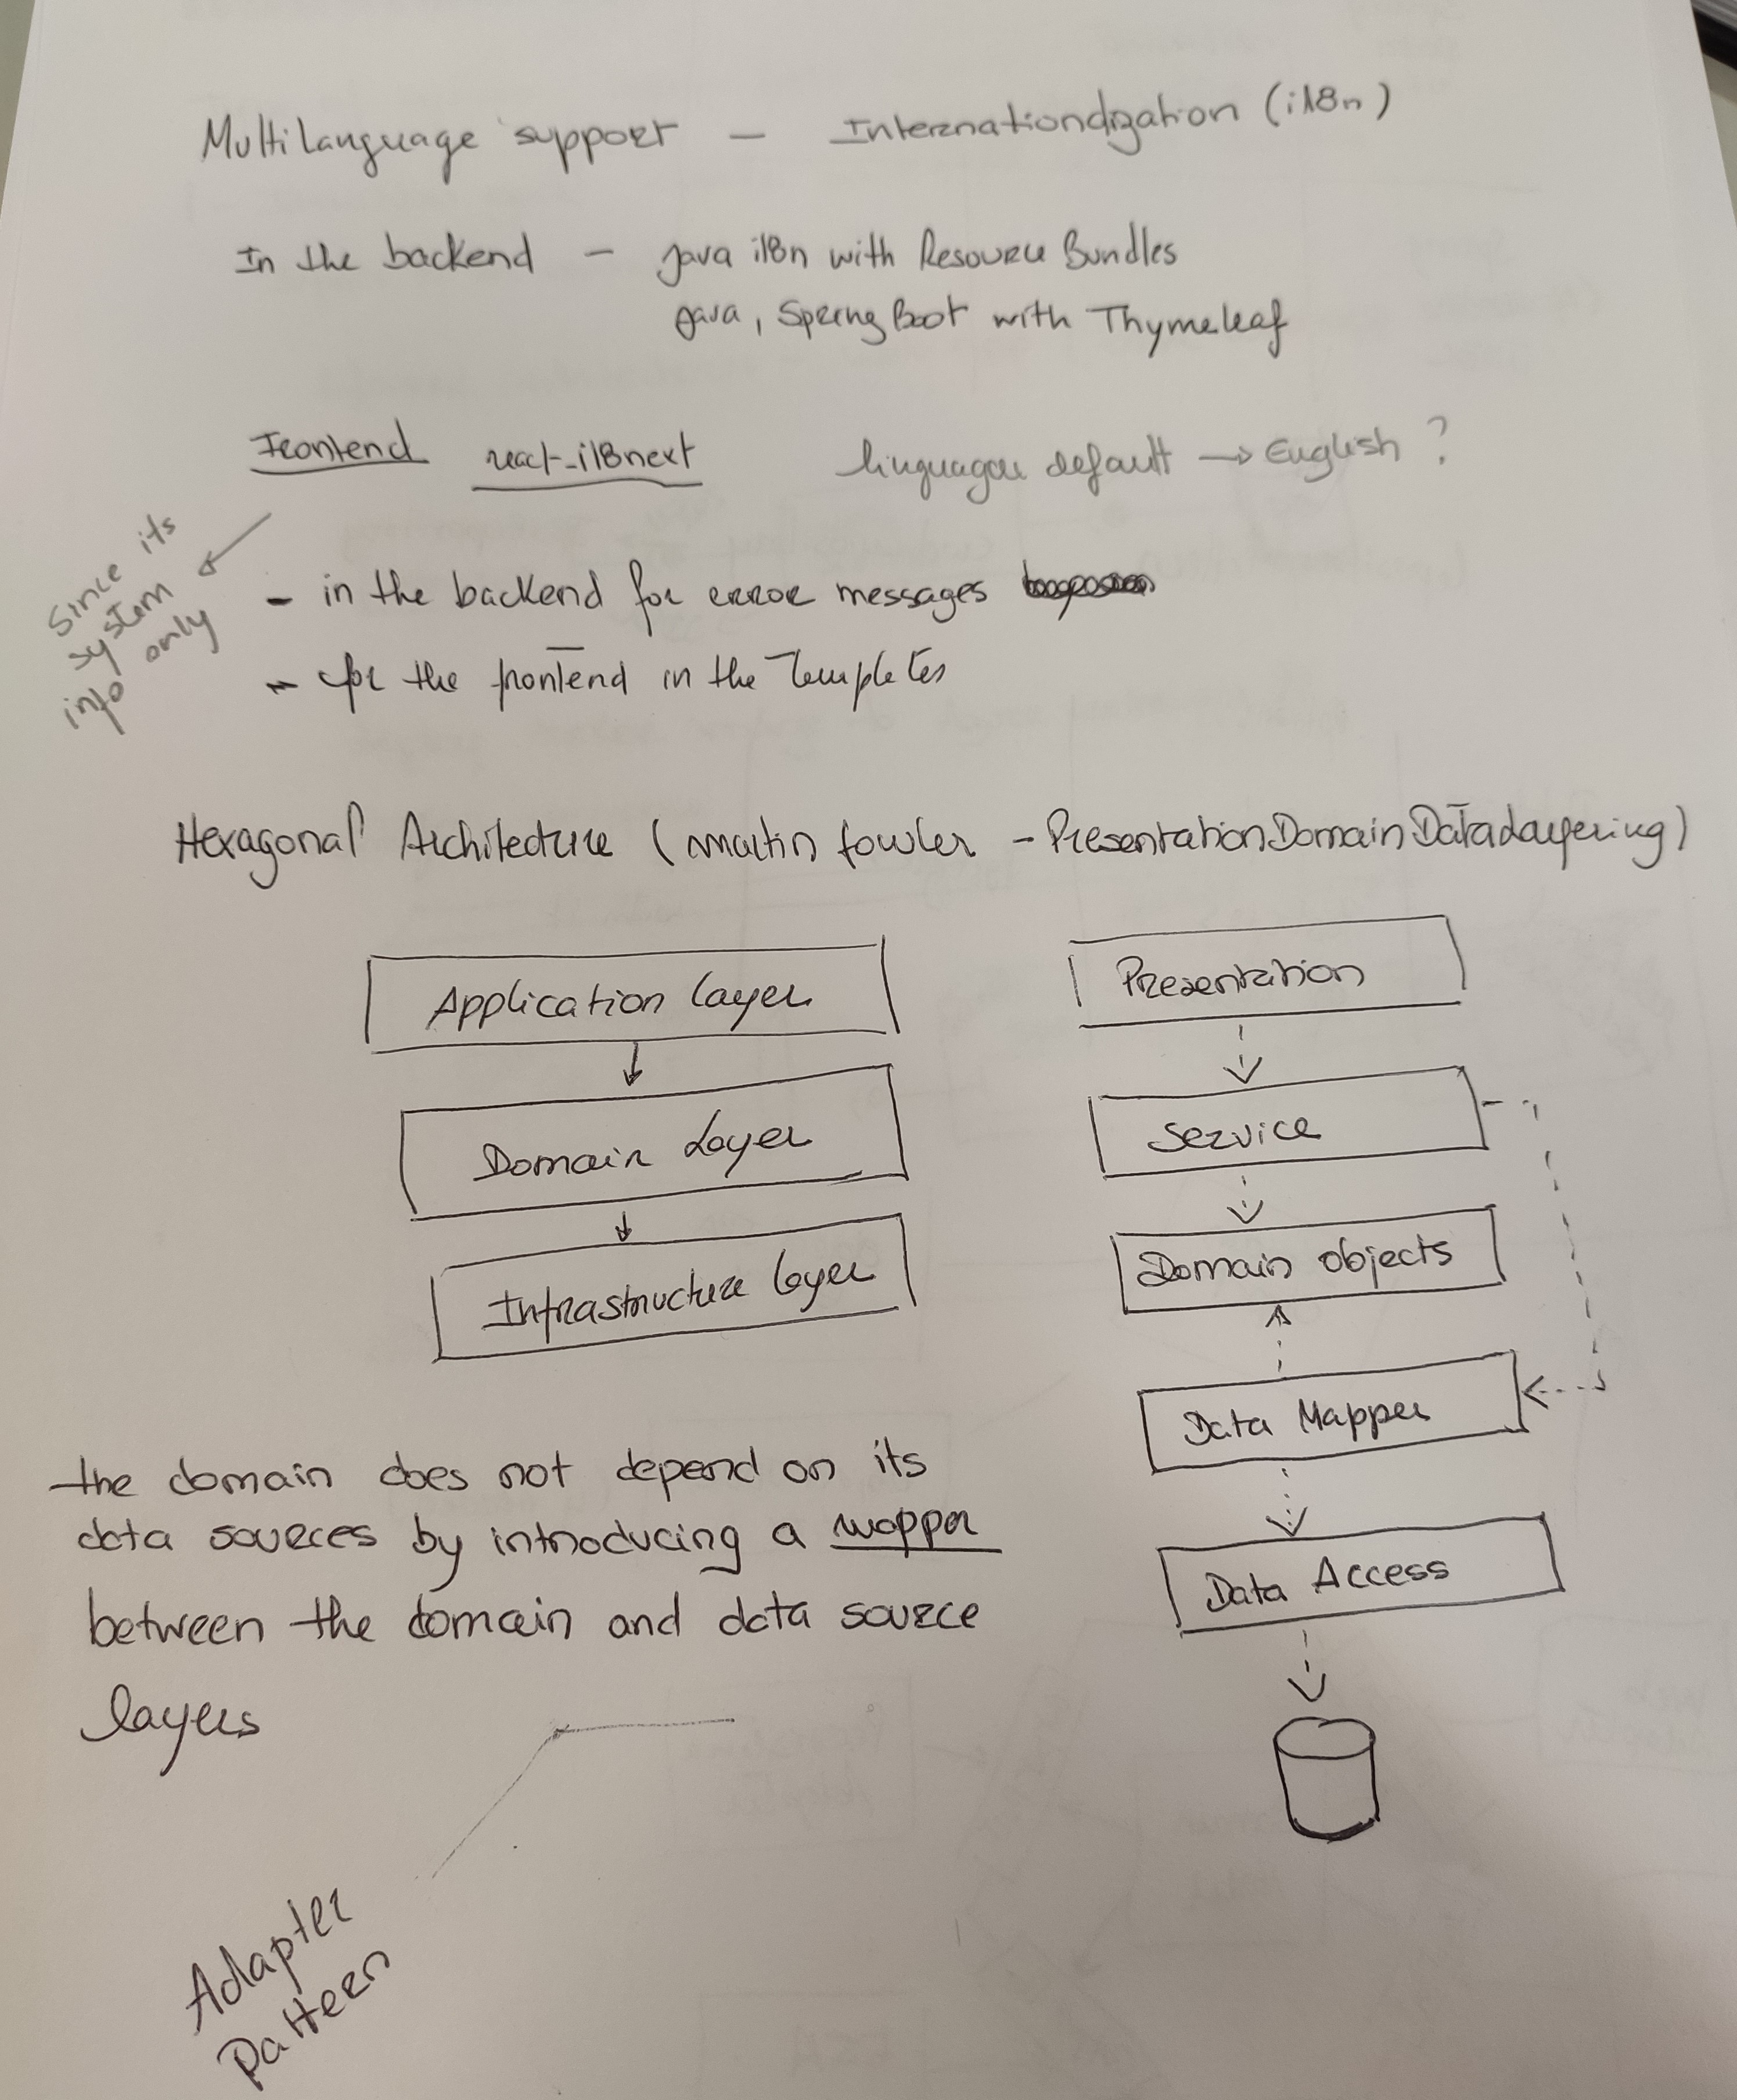 Multilanguage support - Internationalization (i18n)
In the backend - Java i18n with Resource Bundles
Java, Spring Boot with Thymeleaf
Frontend react-i18next
linguagou default → English ?
Since its
system
info only
- in the backend for error messages
- for the frontend in the Templates
Hexagonal Architecture (martin fowler - PresentationDomainDataLayering)
Application Layer
Domain Layer
Infrastructure layer
Presentation
Service
Domain objects
Data Mapper
Data Access
the domain does not depend on its
data sources by introducing a mapper
between the domain and data source
layers
Adapter
Pattern